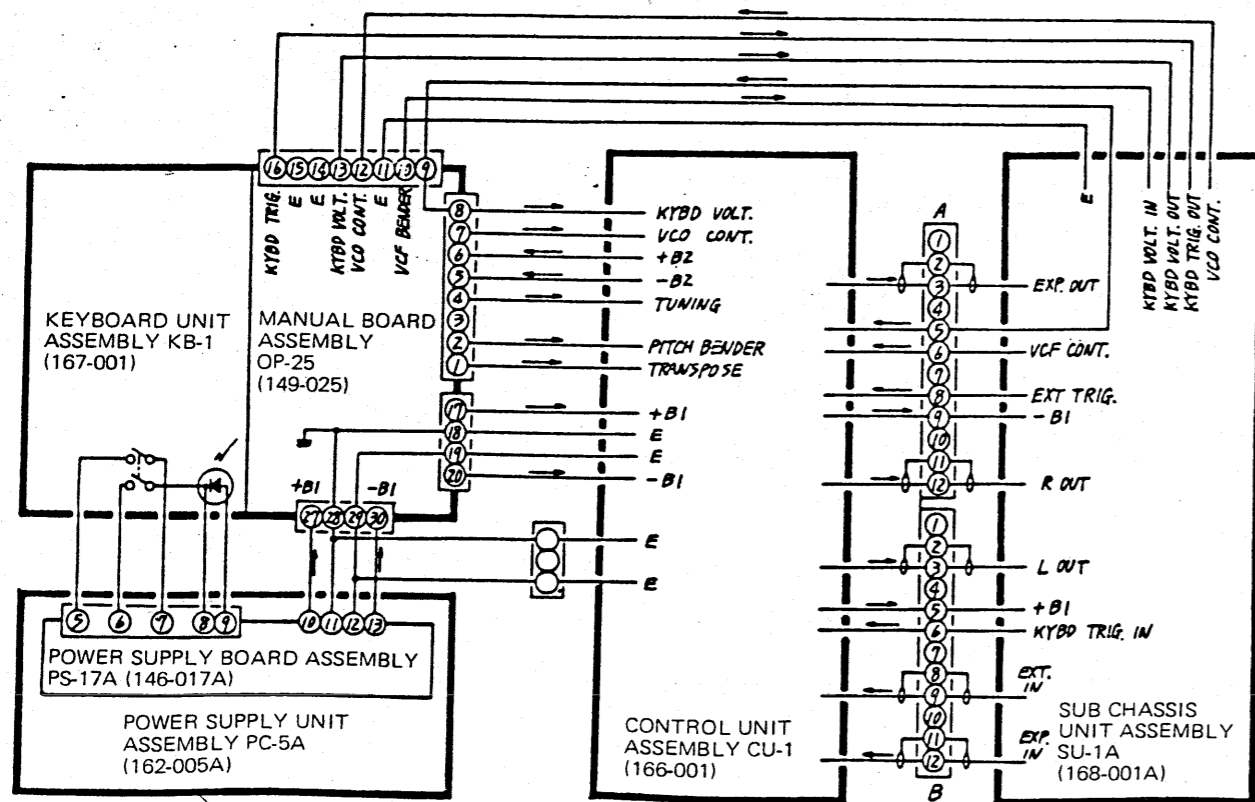 16 15 14 13 12 11 10 9
KYBD TRIG.
E
E
KYBD VOLT.
VCO CONT.
E
VCF BENDER
8 KYBD VOLT.
7 VCO CONT.
6 +B2
5 -B2
4 TUNING
3
2 PITCH BENDER
1 TRANSPOSE
17 +B1
18 E
19 E
20 -B1
KEYBOARD UNIT
ASSEMBLY KB-1
(167-001)
MANUAL BOARD
ASSEMBLY
OP-25
(149-025)
+B1 -B1
27 28 29 30
E
E
5 6 7 8 9 10 11 12 13
POWER SUPPLY BOARD ASSEMBLY
PS-17A (146-017A)
POWER SUPPLY UNIT
ASSEMBLY PC-5A
(162-005A)
CONTROL UNIT
ASSEMBLY CU-1
(166-001)
A
1
2
3 EXP. OUT
4
5
6 VCF CONT.
7
8 EXT TRIG.
9 -B1
10
11
12 R OUT
1
2
3 L OUT
4
5 +B1
6 KYBD TRIG. IN
7
8 EXT.
9 IN
10
11 EXP.
12 IN
B
E
KYBD VOLT. IN
KYBD VOLT. OUT
KYBD TRIG. OUT
VCO CONT.
SUB CHASSIS
UNIT ASSEMBLY
SU-1A
(168-001A)